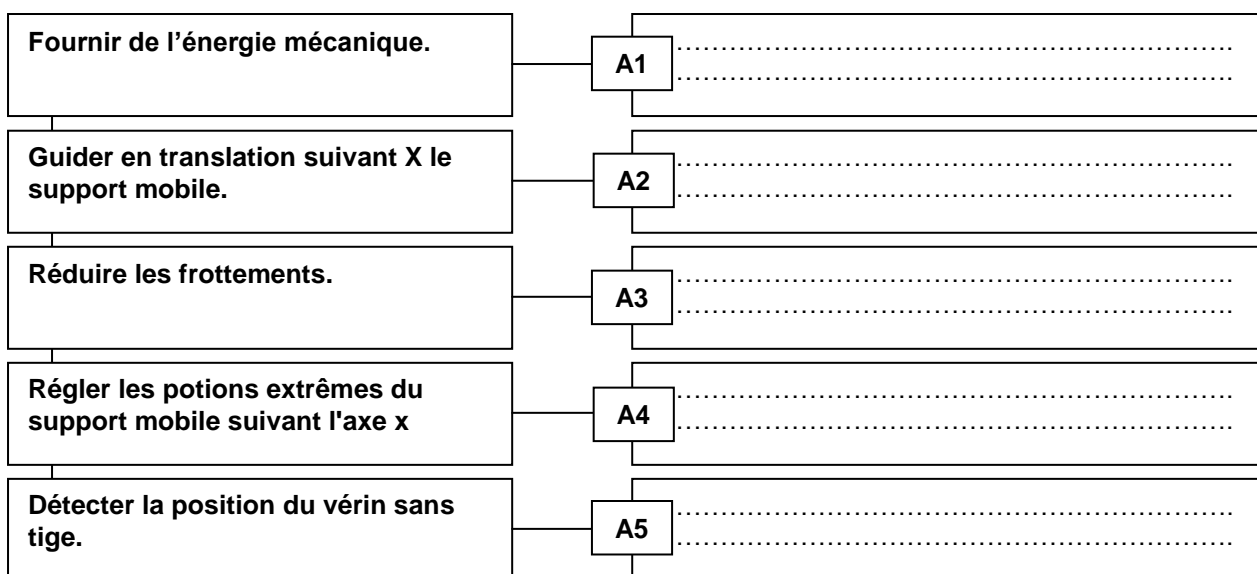 Fournir de l’énergie mécanique.
A1
……………………………………………………….
……………………………………………………….
Guider en translation suivant X le
support mobile.
A2
……………………………………………………….
……………………………………………………….
Réduire les frottements.
A3
……………………………………………………….
……………………………………………………….
Régler les potions extrêmes du
support mobile suivant l'axe x
A4
……………………………………………………….
……………………………………………………….
Détecter la position du vérin sans
tige.
A5
……………………………………………………….
……………………………………………………….